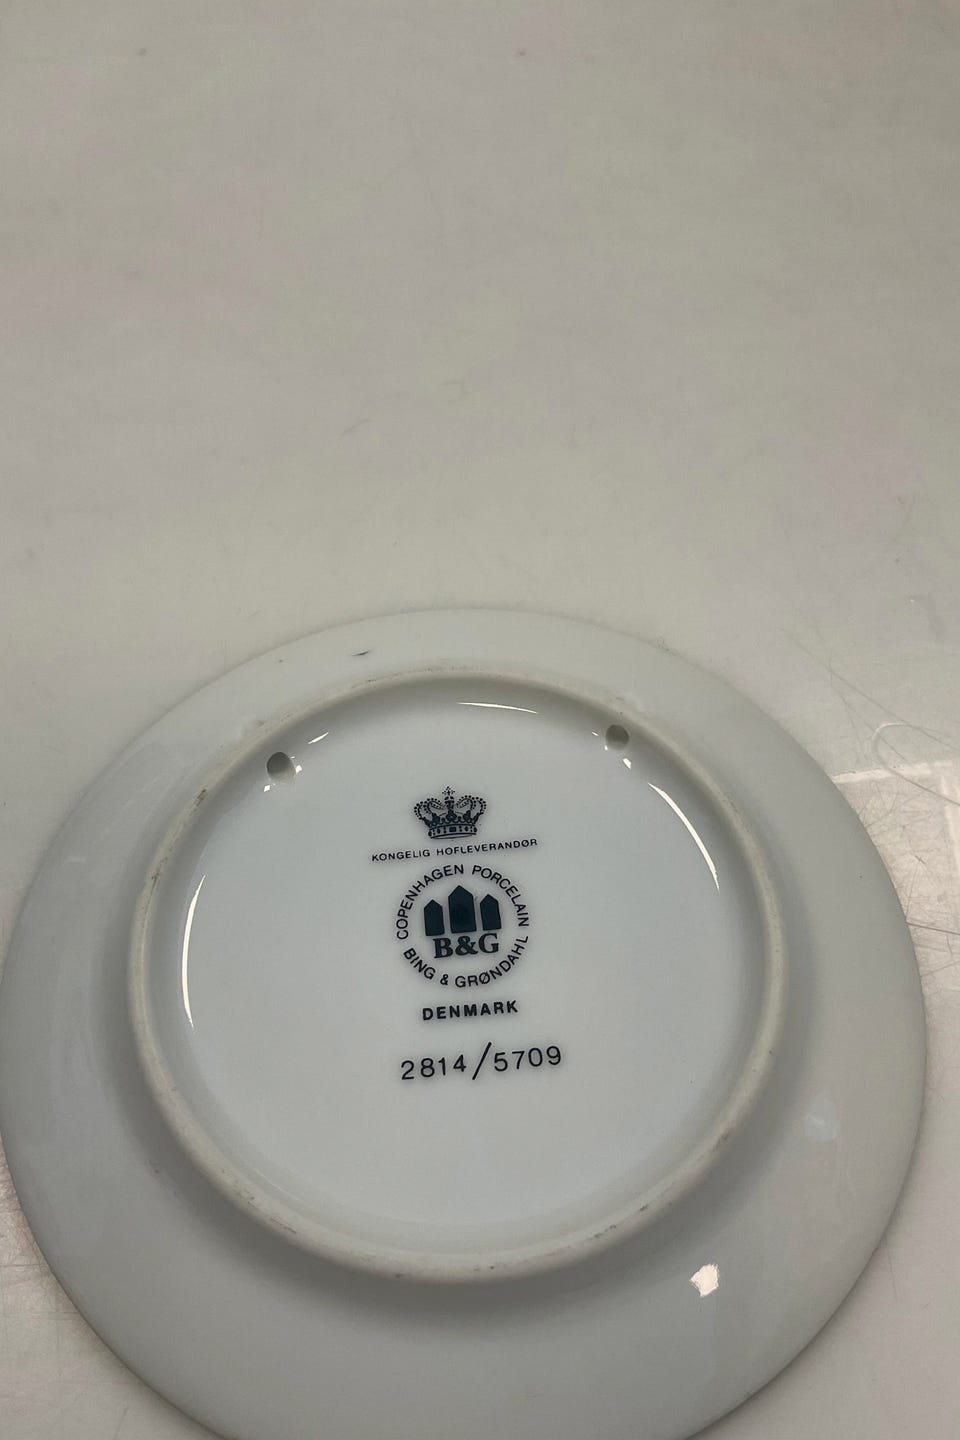 KONGELIG HOFLEVERANDØR
COPENHAGEN PORCELAIN
B&G
BING & GRØNDAHL
DENMARK
2814/5709